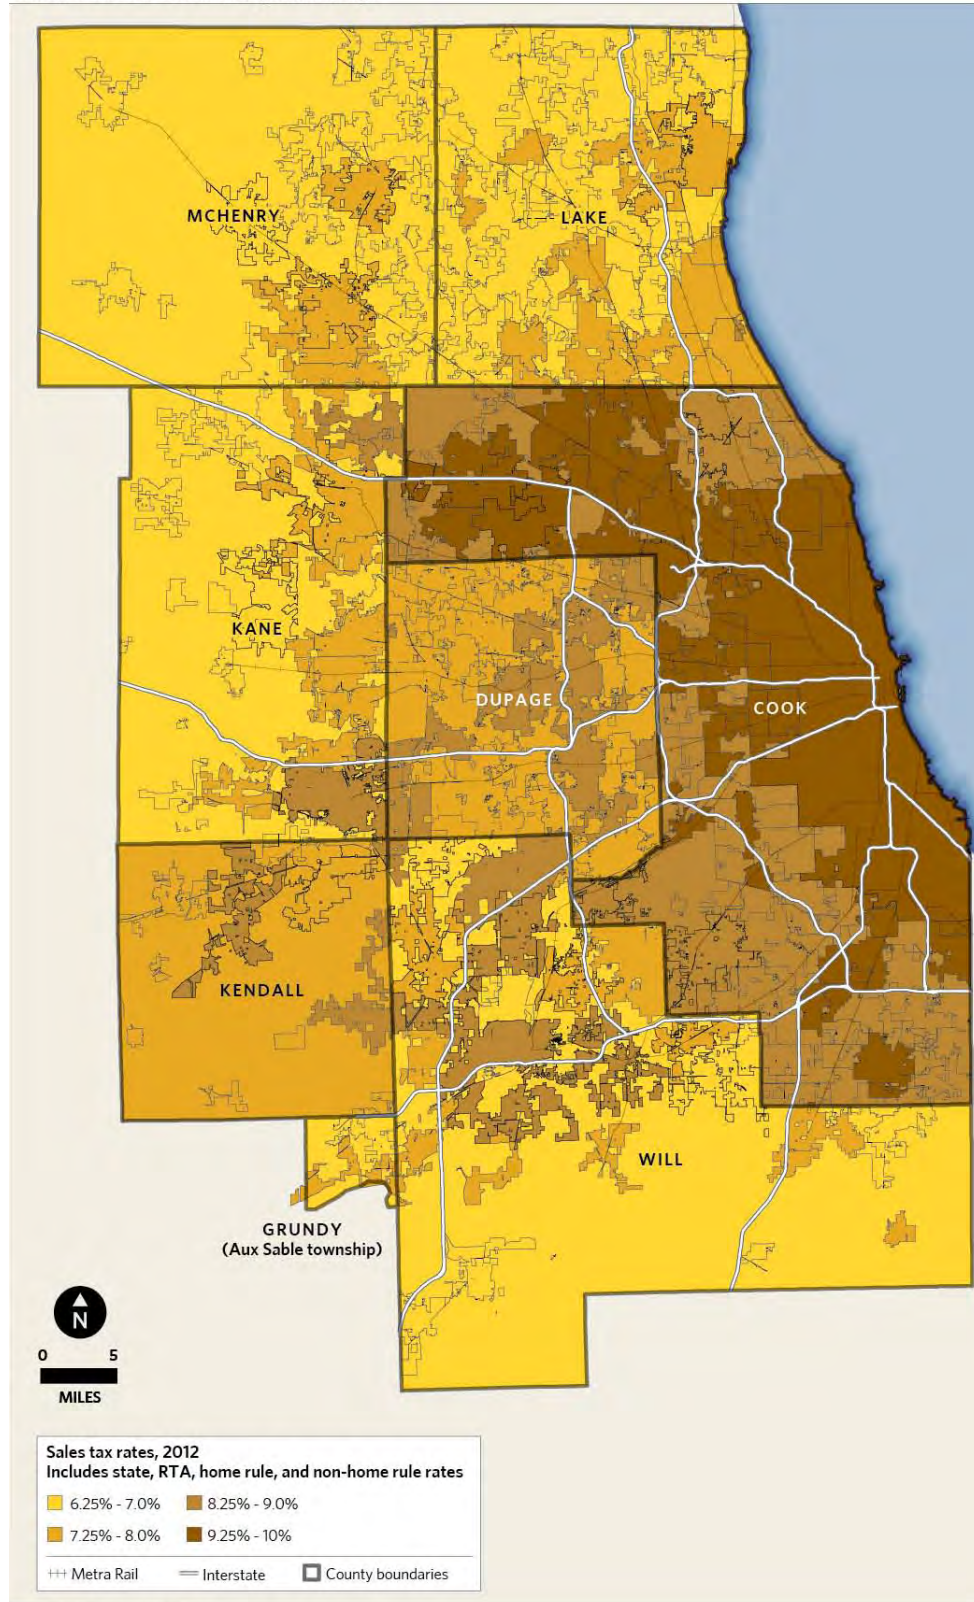 MCHENRY
LAKE
KANE
DUPAGE
COOK
KENDALL
WILL
GRUNDY
(Aux Sable township)
N
0 5
MILES
Sales tax rates, 2012
Includes state, RTA, home rule, and non-home rule rates
6.25% - 7.0% 8.25% - 9.0%
7.25% - 8.0% 9.25% - 10%
Metra Rail Interstate County boundaries